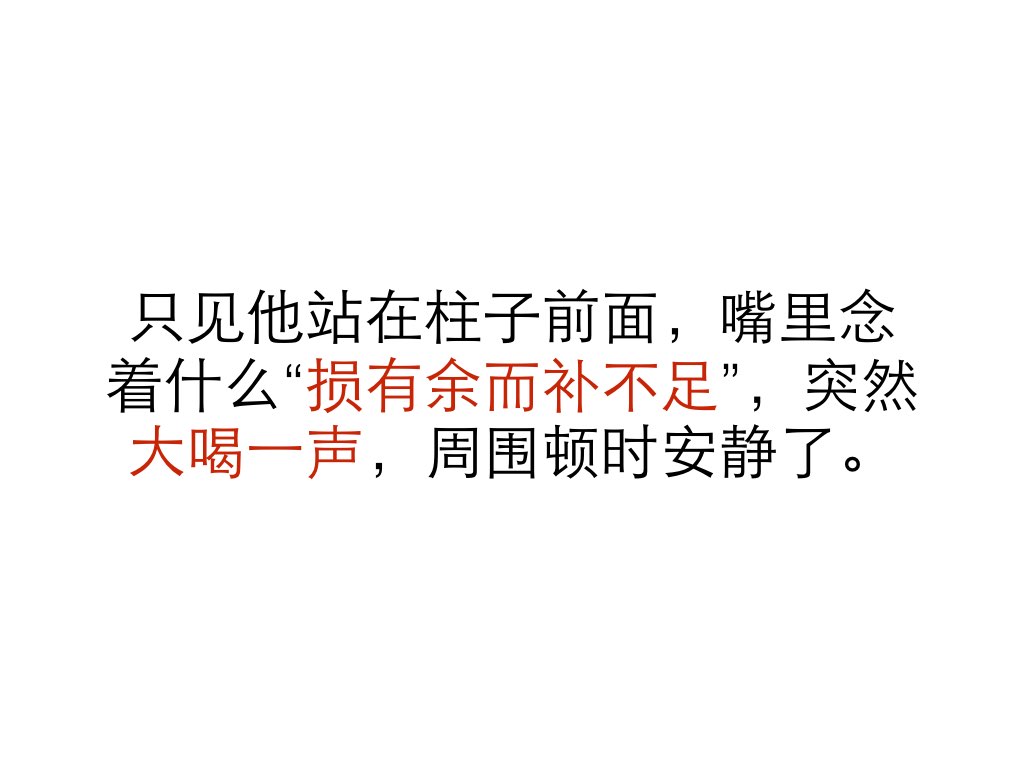 只见他站在柱子前面，嘴里念
着什么“损有余而补不足”，突然
大喝一声，周围顿时安静了。